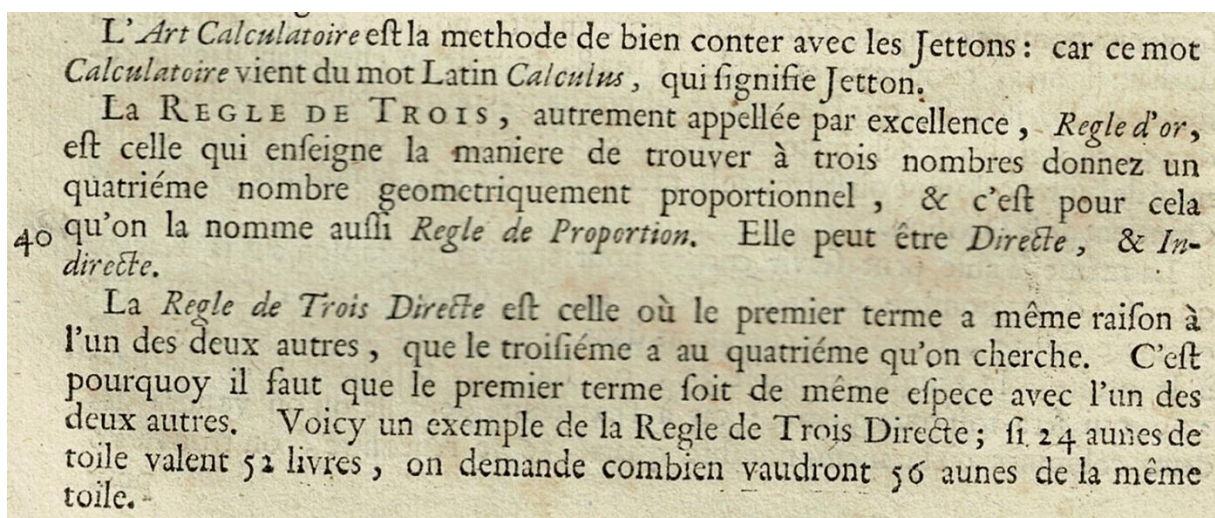 L'Art Calculatoire eſt la methode de bien conter avec les Jettons : car ce mot
Calculatoire vient du mot Latin Calculus, qui ſignifie Jetton.
La REGLE DE TROIS, autrement appellée par excellence, Regle d'or,
eſt celle qui enſeigne la maniere de trouver à trois nombres donnez un
quatriéme nombre geometriquement proportionnel, & c'eſt pour cela
40 qu'on la nomme auſſi Regle de Proportion. Elle peut être Directe, & In-
directe.
La Regle de Trois Directe eſt celle où le premier terme a même raiſon à
l'un des deux autres, que le troiſiéme a au quatriéme qu'on cherche. C'eſt
pourquoy il faut que le premier terme ſoit de même eſpece avec l'un des
deux autres. Voicy un exemple de la Regle de Trois Directe ; ſi 24 aunes de
toile valent 52 livres, on demande combien vaudront 56 aunes de la même
toile.